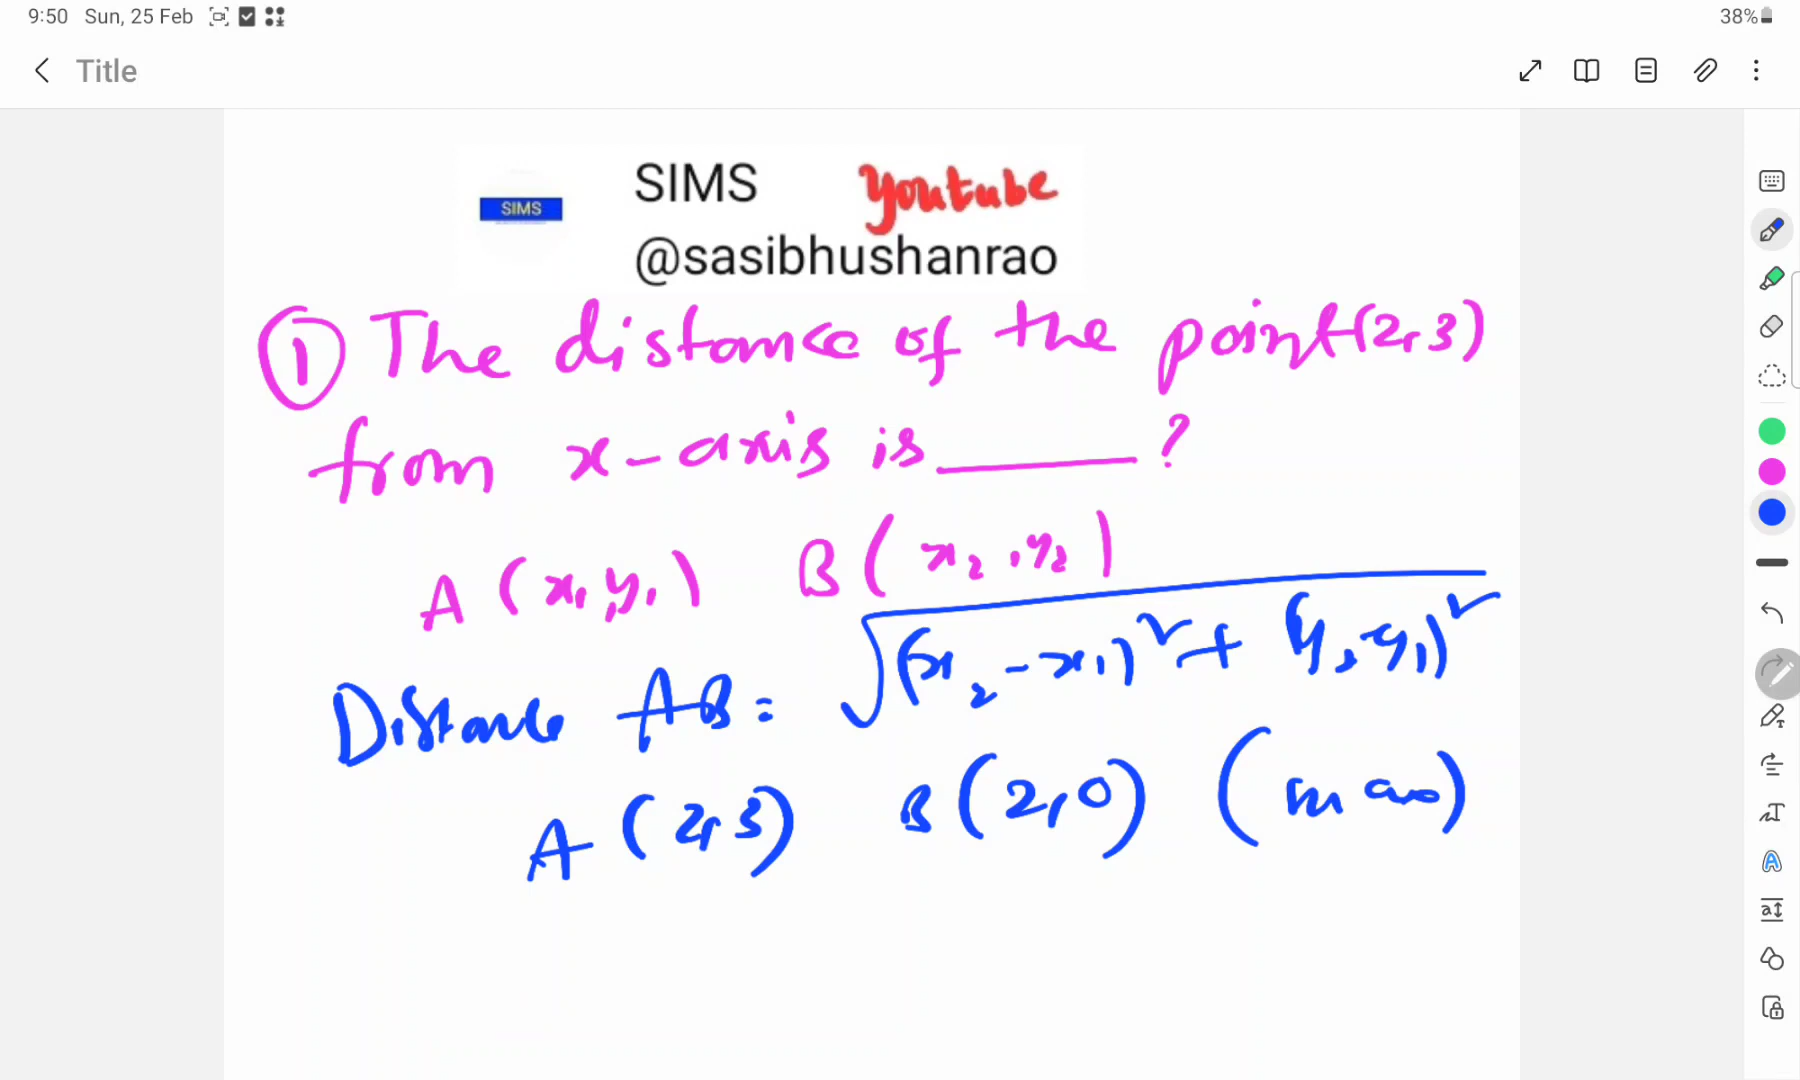 9:50 Sun, 25 Feb 38%
Title
SIMS
SIMS Youtube
@sasibhushanrao
① The distance of the point(2,3)
from x-axis is ______ ?
A (x₁,y₁) B (x₂,y₂)
Distance AB = √(x₂-x₁)²+(y₂-y₁)²
A (2,3) B (2,0)